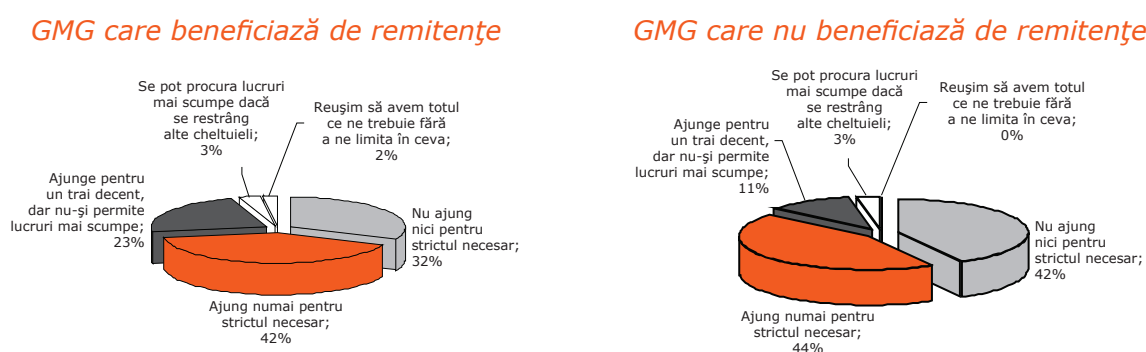 GMG care beneficiază de remitenţe
Se pot procura lucruri
mai scumpe dacă
se restrâng
alte cheltuieli;
3%
Reuşim să avem totul
ce ne trebuie fără
a ne limita în ceva;
2%
Ajunge pentru
un trai decent,
dar nu-şi permite
lucruri mai scumpe;
23%
Nu ajung
nici pentru
strictul necesar;
32%
Ajung numai pentru
strictul necesar;
42%
GMG care nu beneficiază de remitenţe
Se pot procura lucruri
mai scumpe dacă
se restrâng
alte cheltuieli;
3%
Reuşim să avem totul
ce ne trebuie fără
a ne limita în ceva;
0%
Ajunge pentru
un trai decent,
dar nu-şi permite
lucruri mai scumpe;
11%
Nu ajung
nici pentru
strictul necesar;
42%
Ajung numai pentru
strictul necesar;
44%